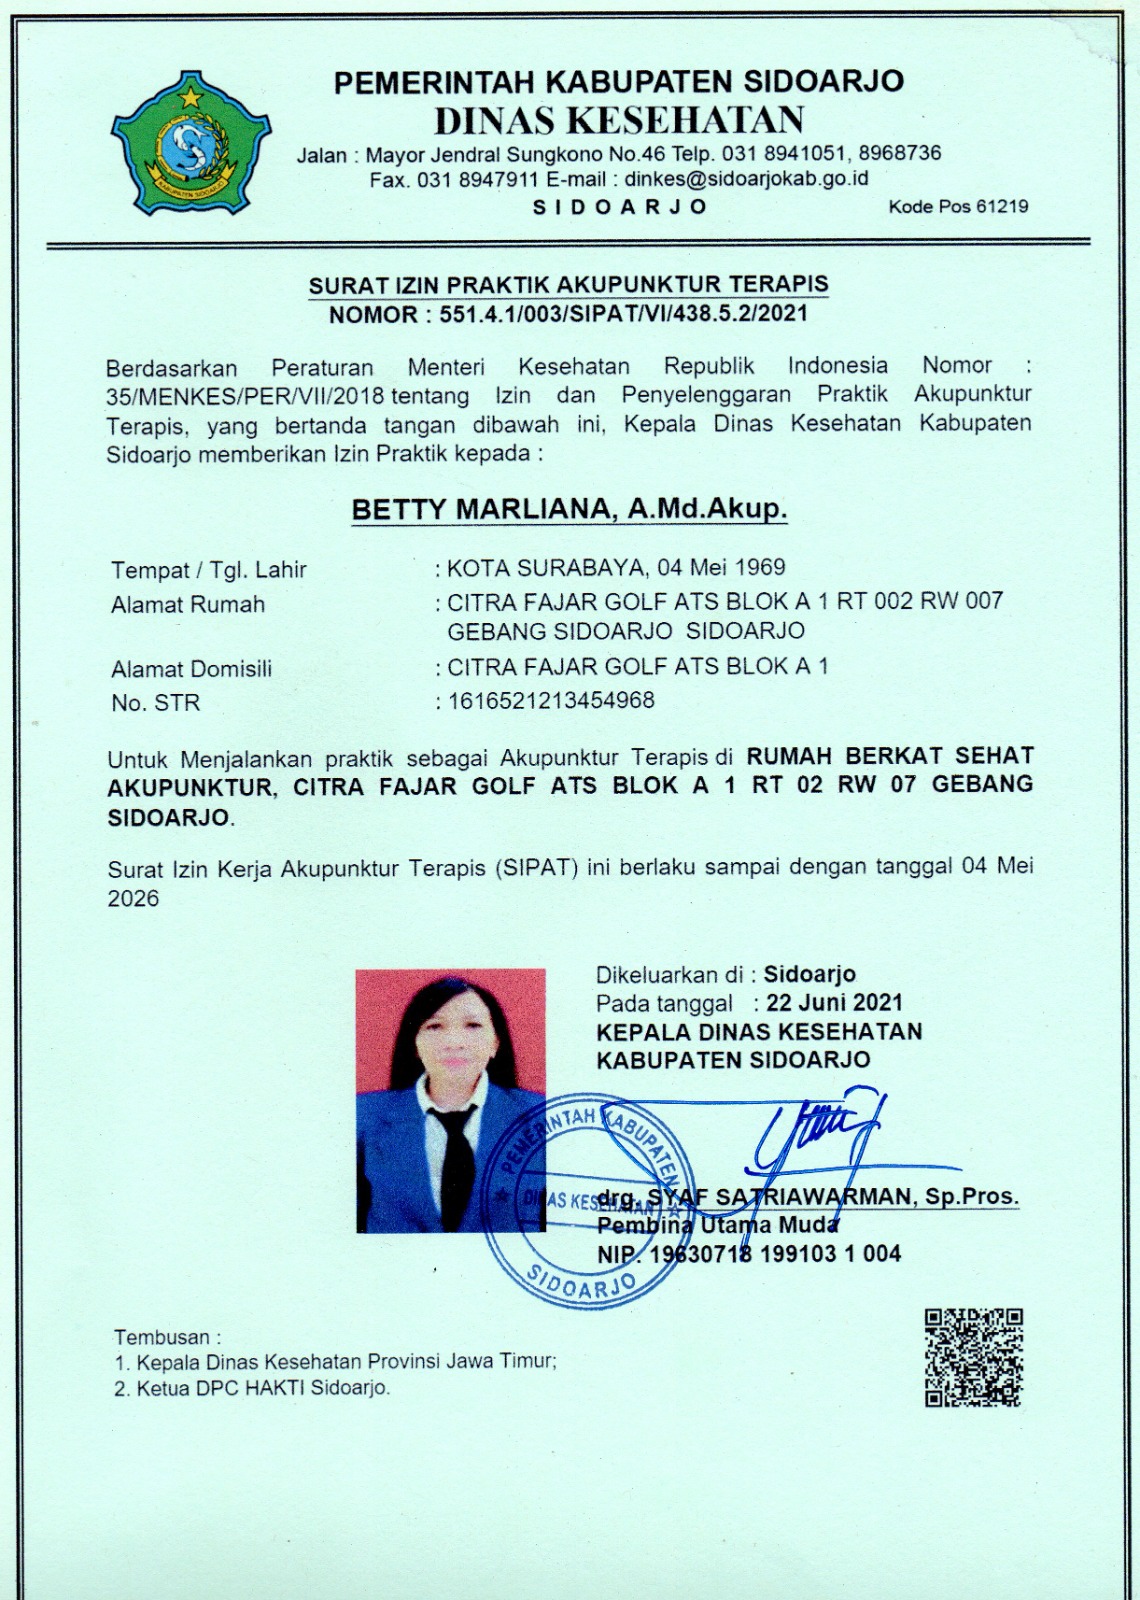 PEMERINTAH KABUPATEN SIDOARJO
DINAS KESEHATAN
Jalan : Mayor Jendral Sungkono No.46 Telp. 031 8941051, 8968736
Fax. 031 8947911 E-mail : dinkes@sidoarjokab.go.id
SIDOARJO
Kode Pos 61219
KABUPATEN SIDOARJO
SURAT IZIN PRAKTIK AKUPUNKTUR TERAPIS
NOMOR : 551.4.1/003/SIPAT/VI/438.5.2/2021
Berdasarkan Peraturan Menteri Kesehatan Republik Indonesia Nomor :
35/MENKES/PER/VII/2018 tentang Izin dan Penyelenggaran Praktik Akupunktur
Terapis, yang bertanda tangan dibawah ini, Kepala Dinas Kesehatan Kabupaten
Sidoarjo memberikan Izin Praktik kepada :
BETTY MARLIANA, A.Md.Akup.
Tempat / Tgl. Lahir : KOTA SURABAYA, 04 Mei 1969
Alamat Rumah : CITRA FAJAR GOLF ATS BLOK A 1 RT 002 RW 007
GEBANG SIDOARJO SIDOARJO
Alamat Domisili : CITRA FAJAR GOLF ATS BLOK A 1
No. STR : 1616521213454968
Untuk Menjalankan praktik sebagai Akupunktur Terapis di RUMAH BERKAT SEHAT
AKUPUNKTUR, CITRA FAJAR GOLF ATS BLOK A 1 RT 02 RW 07 GEBANG
SIDOARJO.
Surat Izin Kerja Akupunktur Terapis (SIPAT) ini berlaku sampai dengan tanggal 04 Mei
2026
Dikeluarkan di : Sidoarjo
Pada tanggal : 22 Juni 2021
KEPALA DINAS KESEHATAN
KABUPATEN SIDOARJO
PEMERINTAH KABUPATEN
DINAS KESEHATAN
SIDOARJO
drg. SYAF SATRIAWARMAN, Sp.Pros.
Pembina Utama Muda
NIP. 19630718 199103 1 004
Tembusan :
1. Kepala Dinas Kesehatan Provinsi Jawa Timur;
2. Ketua DPC HAKTI Sidoarjo.